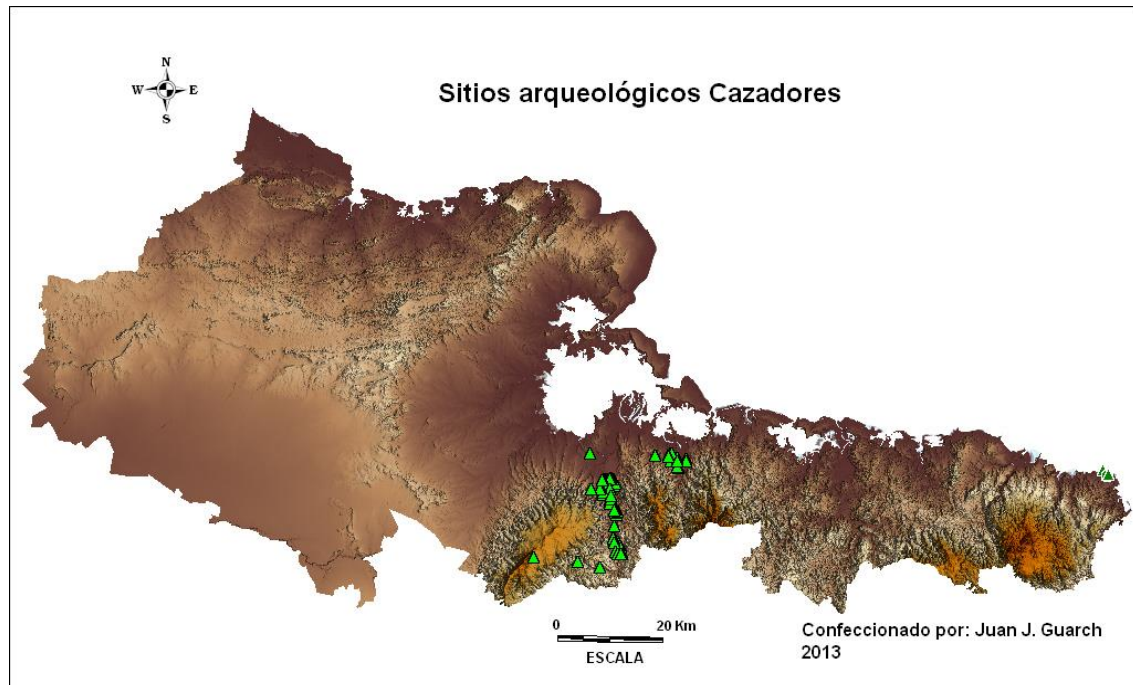 N
W E
S
Sitios arqueológicos Cazadores
0 20 Km
ESCALA
Confeccionado por: Juan J. Guarch
2013